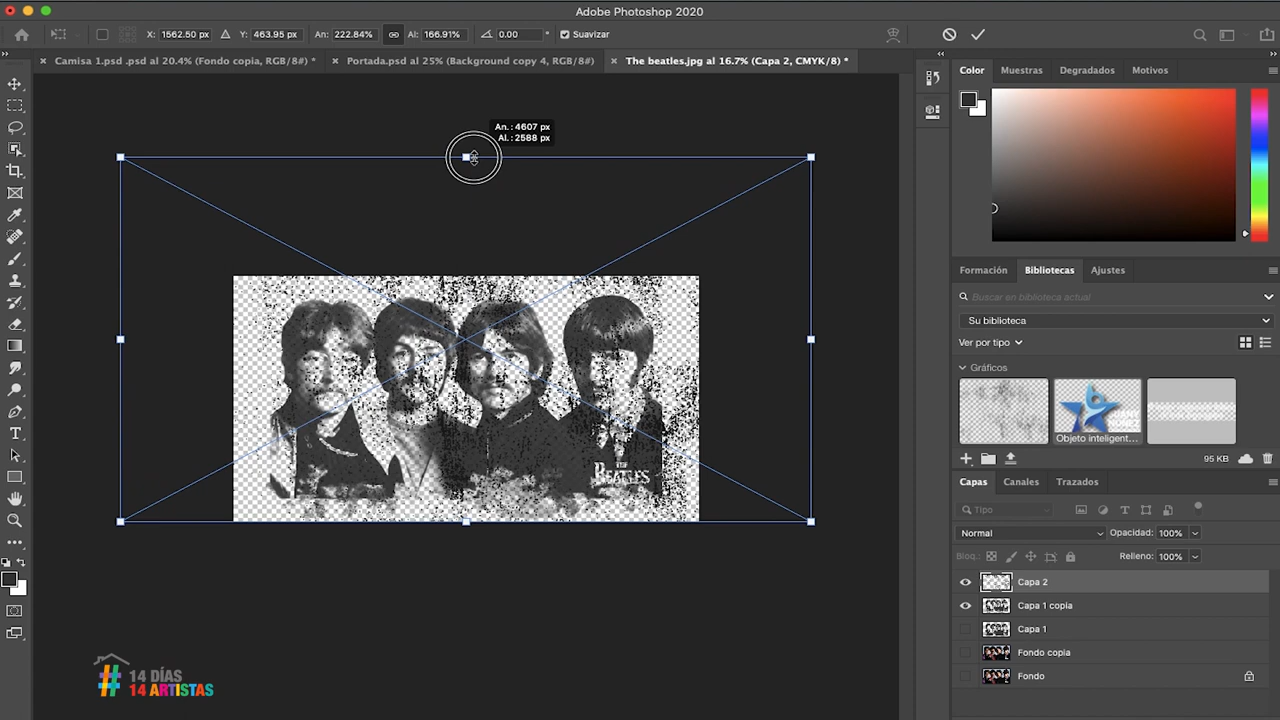 Adobe Photoshop 2020
X: 1562.50 px Y: 463.95 px An: 222.84% Al: 166.91% 0.00 ° Suavizar
Camisa 1.psd .psd al 20.4% (Fondo copia, RGB/8#) *
Portada.psd al 25% (Background copy 4, RGB/8#)
The beatles.jpg al 16.7% (Capa 2, CMYK/8) *
Color Muestras Degradados Motivos
An.: 4607 px
Al.: 2588 px
THE
BEATLES
Formación Bibliotecas Ajustes
Buscar en biblioteca actual
Su biblioteca
Ver por tipo
Gráficos
Objeto inteligent...
95 KB
Capas Canales Trazados
Tipo
Normal Opacidad: 100%
Bloq.: Relleno: 100%
Capa 2
Capa 1 copia
Capa 1
Fondo copia
Fondo
# 14 DÍAS
14 ARTISTAS